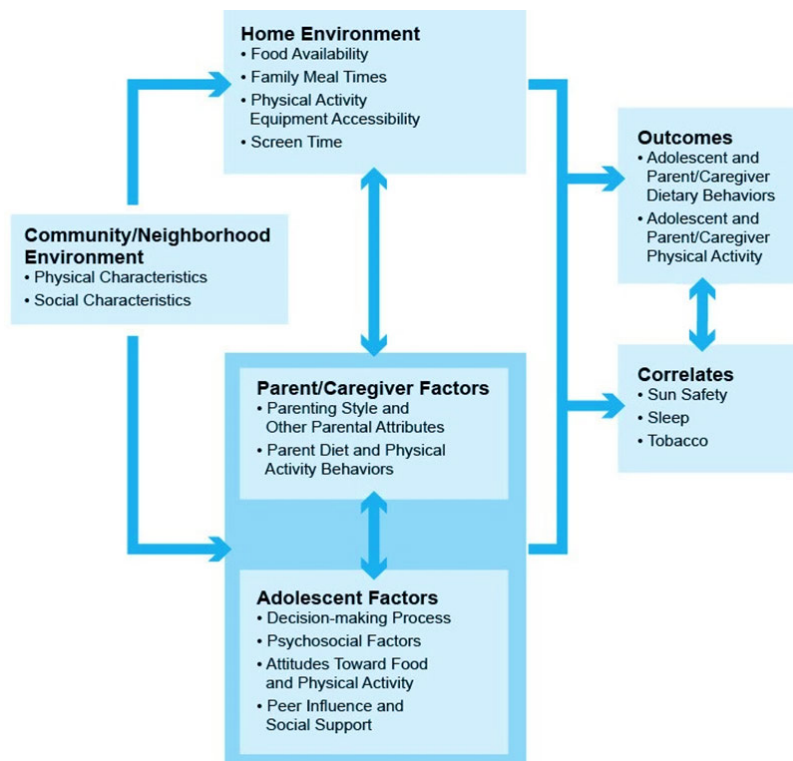 Home Environment
• Food Availability
• Family Meal Times
• Physical Activity
Equipment Accessibility
• Screen Time
Community/Neighborhood
Environment
• Physical Characteristics
• Social Characteristics
Parent/Caregiver Factors
• Parenting Style and
Other Parental Attributes
• Parent Diet and Physical
Activity Behaviors
Adolescent Factors
• Decision-making Process
• Psychosocial Factors
• Attitudes Toward Food
and Physical Activity
• Peer Influence and
Social Support
Outcomes
• Adolescent and
Parent/Caregiver
Dietary Behaviors
• Adolescent and
Parent/Caregiver
Physical Activity
Correlates
• Sun Safety
• Sleep
• Tobacco